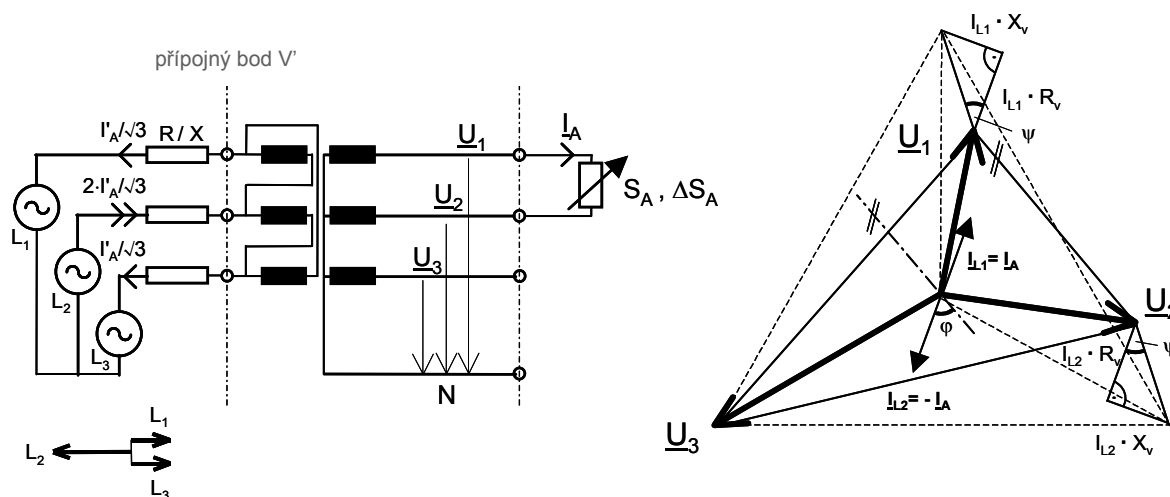 přípojný bod V'
I'A/√3
R / X
2·I'A/√3
I'A/√3
L1
L2
L3
U1
U2
U3
N
IA
SA , ΔSA
L1
L2
L3
IL1 · Xv
IL1 · Rv
ψ
U1
IL1= IA
φ
U2
ψ
IL2 · Rv
IL2= - IA
U3
IL2 · Xv